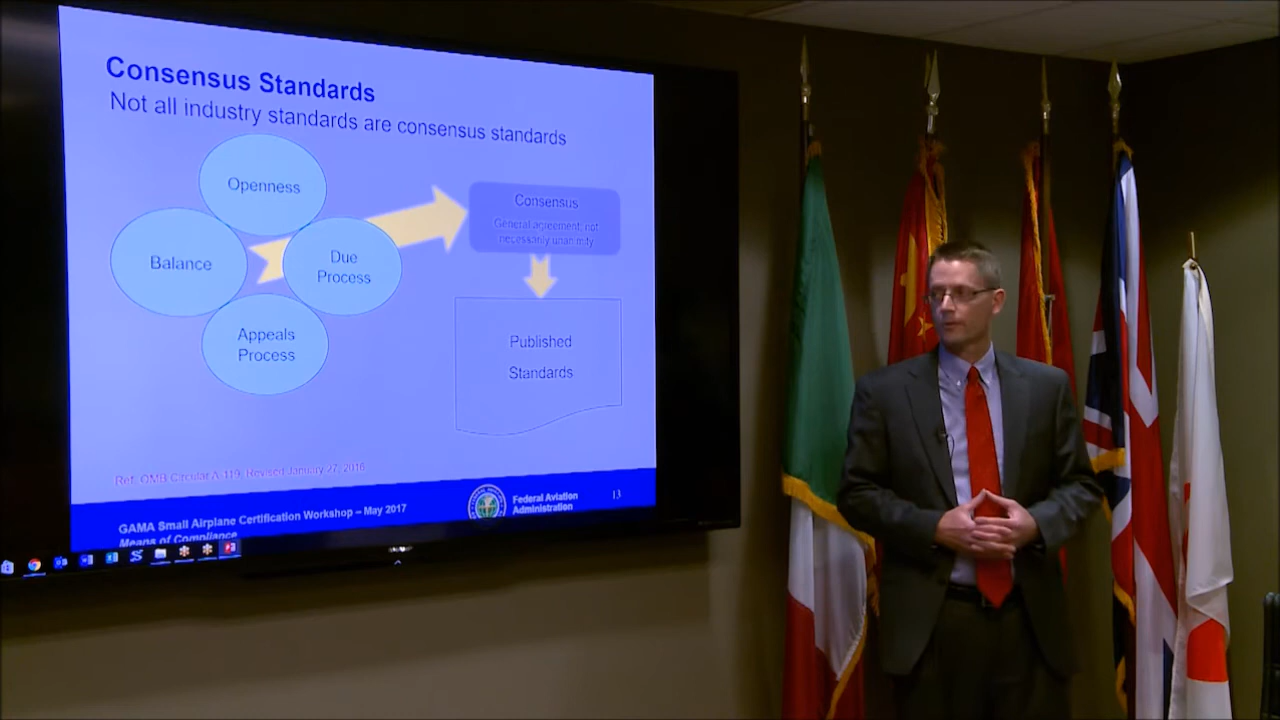 Consensus Standards
Not all industry standards are consensus standards
Openness
Balance
Due
Process
Appeals
Process
Consensus
General agreement, not
necessarily unanimity
Published
Standards
Ref. OMB Circular A-119, Revised January 27, 2016
GAMA Small Airplane Certification Workshop – May 2017
Means of Compliance
Federal Aviation
Administration
13